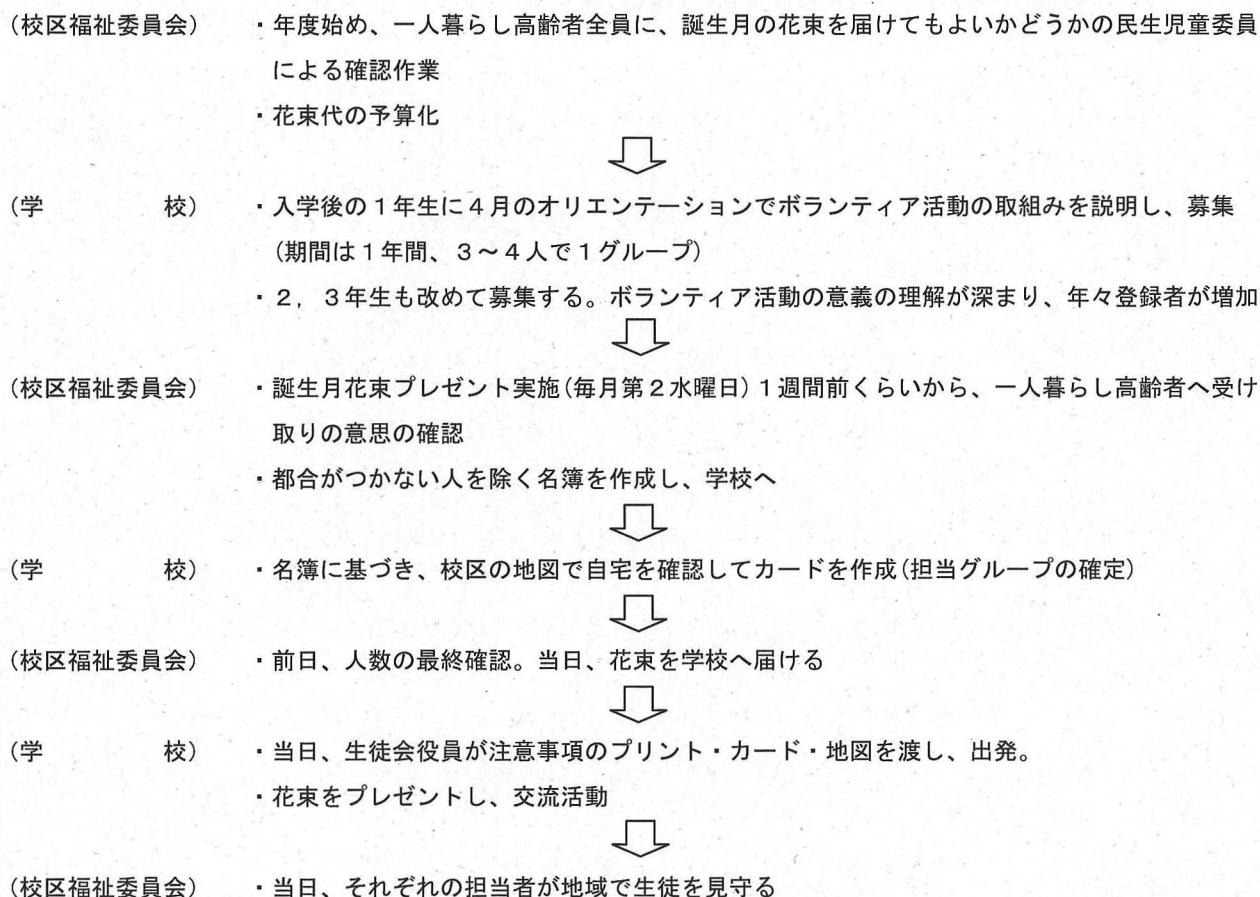 (校区福祉委員会)　・年度始め、一人暮らし高齢者全員に、誕生月の花束を届けてもよいかどうかの民生児童委員
による確認作業
・花束代の予算化
(学　　　校)　・入学後の１年生に４月のオリエンテーションでボランティア活動の取組みを説明し、募集
(期間は１年間、３～４人で１グループ)
・２，３年生も改めて募集する。ボランティア活動の意義の理解が深まり、年々登録者が増加
(校区福祉委員会)　・誕生月花束プレゼント実施(毎月第２水曜日)１週間前くらいから、一人暮らし高齢者へ受け
取りの意思の確認
・都合がつかない人を除く名簿を作成し、学校へ
(学　　　校)　・名簿に基づき、校区の地図で自宅を確認してカードを作成(担当グループの確定)
(校区福祉委員会)　・前日、人数の最終確認。当日、花束を学校へ届ける
(学　　　校)　・当日、生徒会役員が注意事項のプリント・カード・地図を渡し、出発。
・花束をプレゼントし、交流活動
(校区福祉委員会)　・当日、それぞれの担当者が地域で生徒を見守る